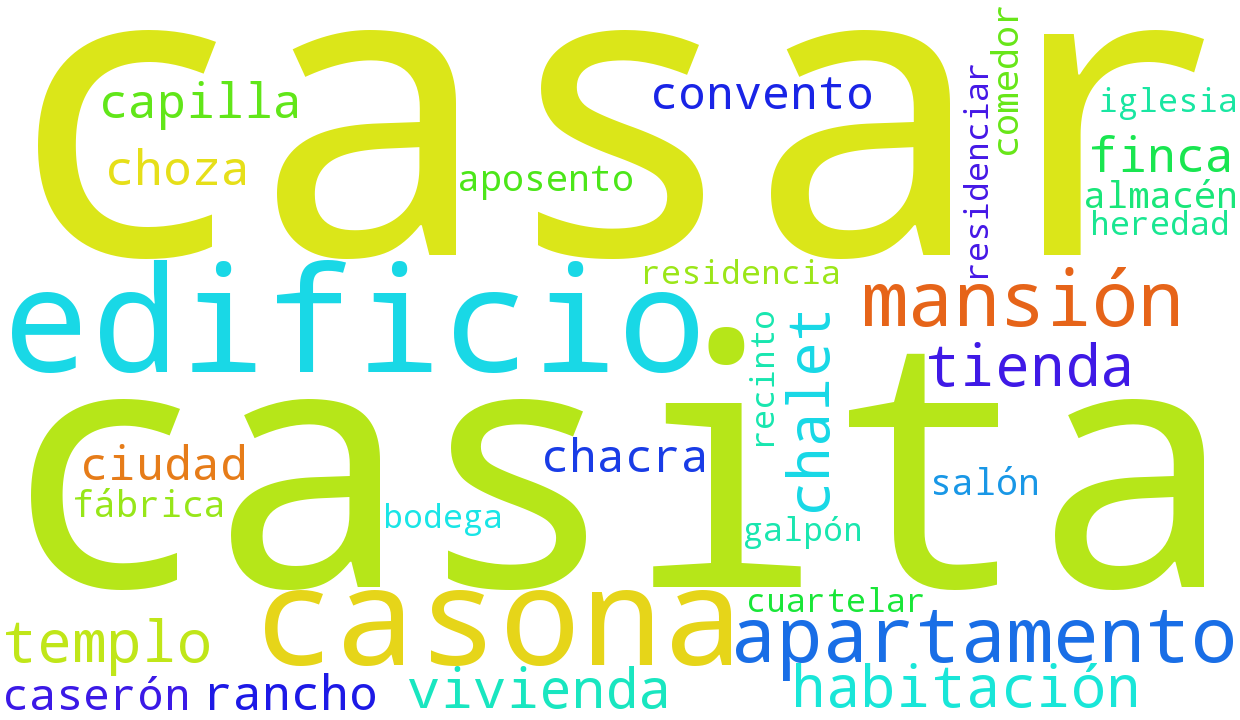 casar
capilla
convento
choza
aposento
residenciar
comedor
iglesia
finca
almacén
heredad
edificio
residencia
mansión
casita
recinto
chalet
tienda
ciudad
chacra
salón
fábrica
bodega
galpón
casona
cuartelar
templo
apartamento
caserón
rancho
vivienda
habitación